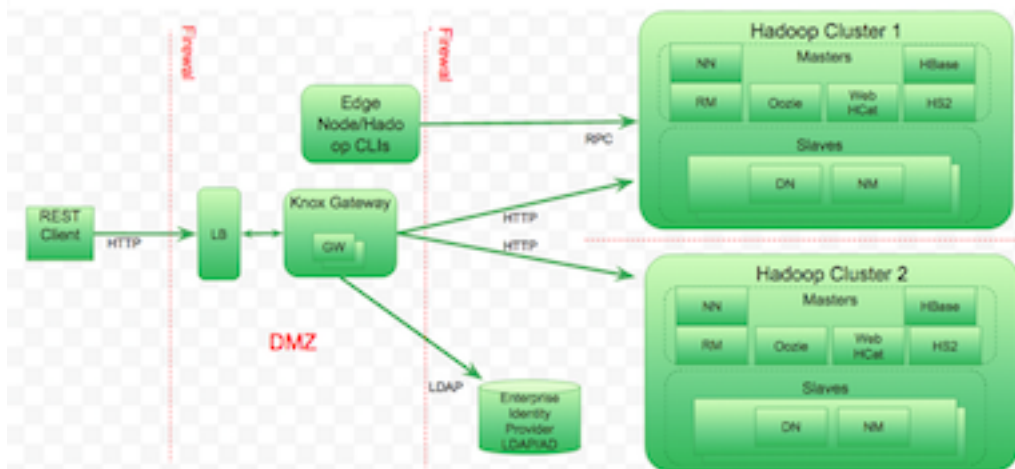 Firewal
Firewal
Edge
Node/Hado
op CLIs
RPC
REST
Client
HTTP
LB
Knox Gateway
GW
HTTP
HTTP
DMZ
LDAP
Enterprise
Identity
Provider
LDAP/AD
Hadoop Cluster 1
Masters
NN
HBase
RM
Oozie
Web
HCat
HS2
Slaves
DN
NM
Hadoop Cluster 2
Masters
NN
HBase
RM
Oozie
Web
HCat
HS2
Slaves
DN
NM